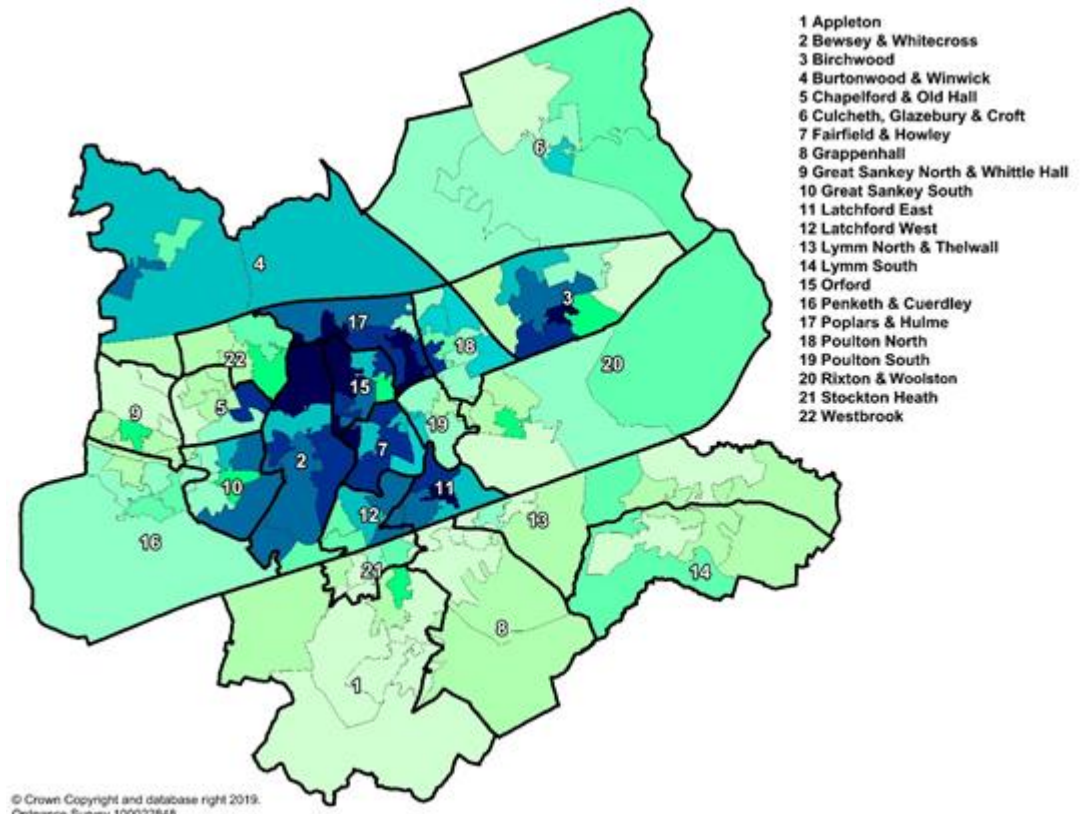 1 Appleton
2 Bewsey & Whitecross
3 Birchwood
4 Burtonwood & Winwick
5 Chapelford & Old Hall
6 Culcheth, Glazebury & Croft
7 Fairfield & Howley
8 Grappenhall
9 Great Sankey North & Whittle Hall
10 Great Sankey South
11 Latchford East
12 Latchford West
13 Lymm North & Thelwall
14 Lymm South
15 Orford
16 Penketh & Cuerdley
17 Poplars & Hulme
18 Poulton North
19 Poulton South
20 Rixton & Woolston
21 Stockton Heath
22 Westbrook
6
4
3
17
18
22
20
15
5
9
19
7
2
10
11
12
13
16
21
14
8
1
© Crown Copyright and database right 2019.
Ordnance Survey